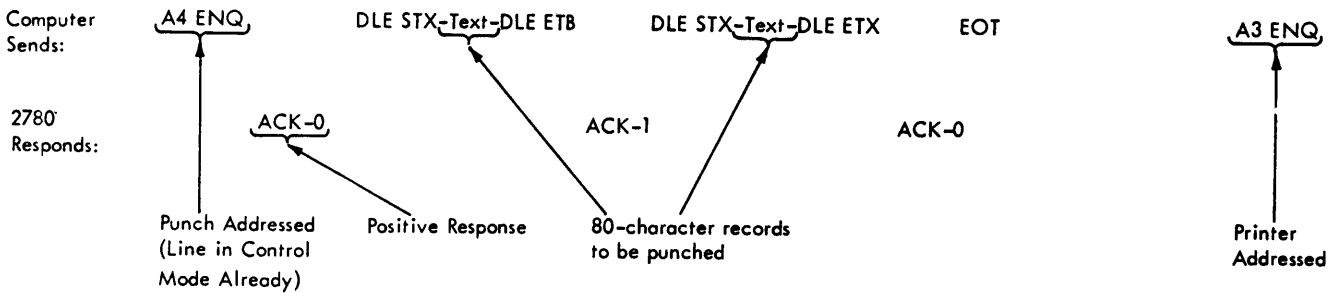 Computer Sends:
A4 ENQ
DLE STX-Text-DLE ETB
DLE STX-Text-DLE ETX
EOT
A3 ENQ
2780 Responds:
ACK-0
ACK-1
ACK-0
Punch Addressed
(Line in Control
Mode Already)
Positive Response
80-character records
to be punched
Printer
Addressed